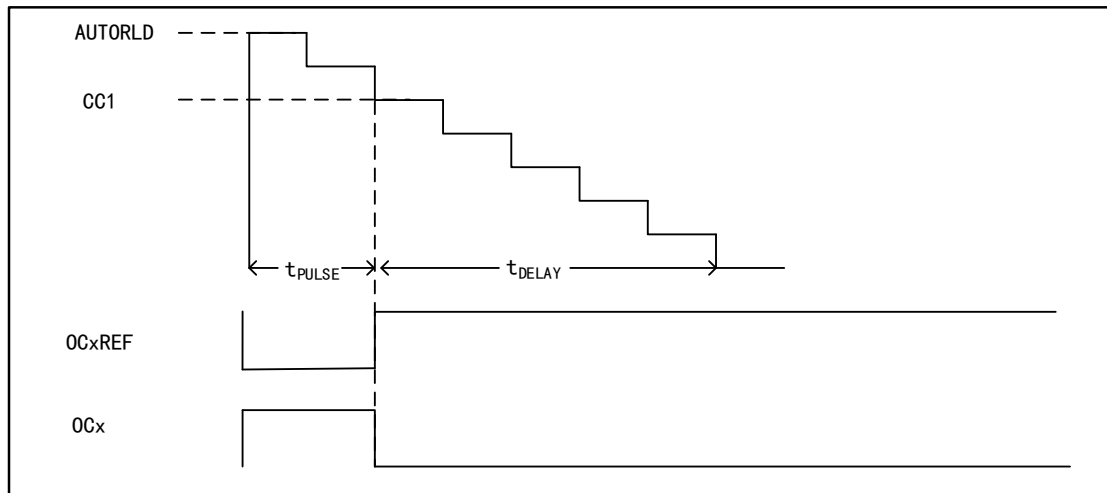 AUTORLD
CC1
tPULSE
tDELAY
OCxREF
OCx